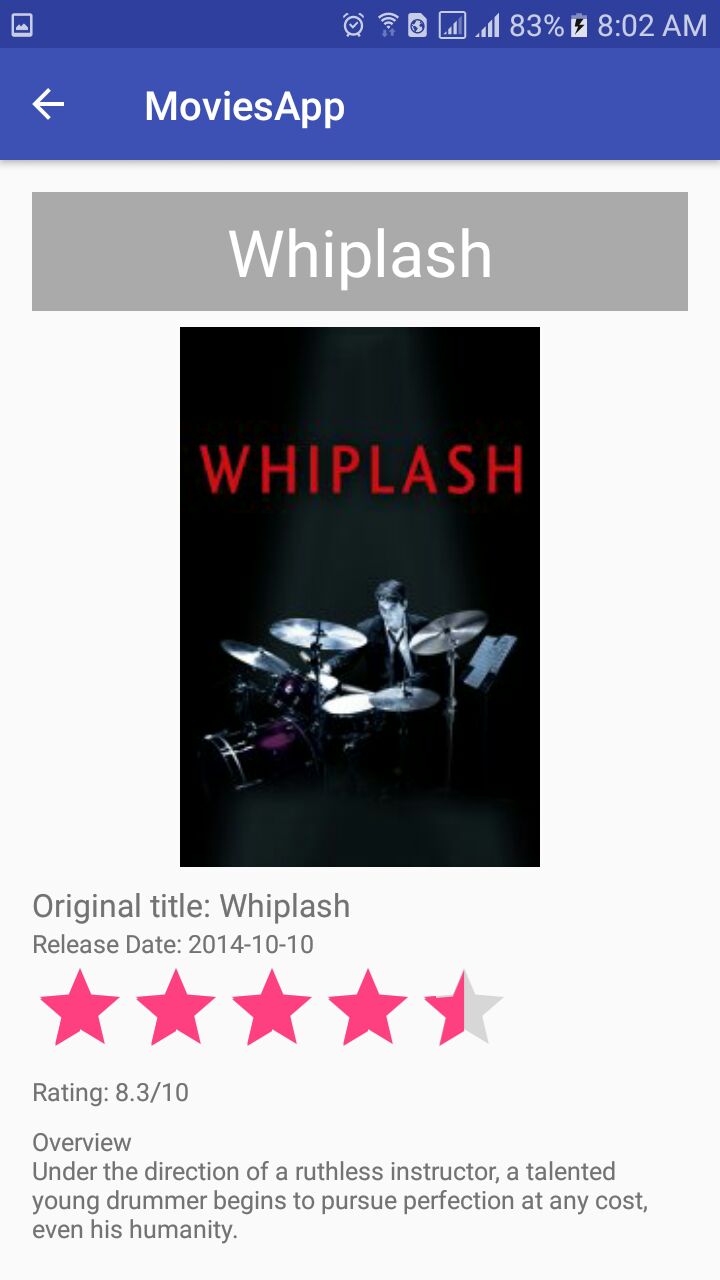 83% 8:02 AM
MoviesApp
Whiplash
WHIPLASH
Original title: Whiplash
Release Date: 2014-10-10
Rating: 8.3/10
Overview
Under the direction of a ruthless instructor, a talented
young drummer begins to pursue perfection at any cost,
even his humanity.